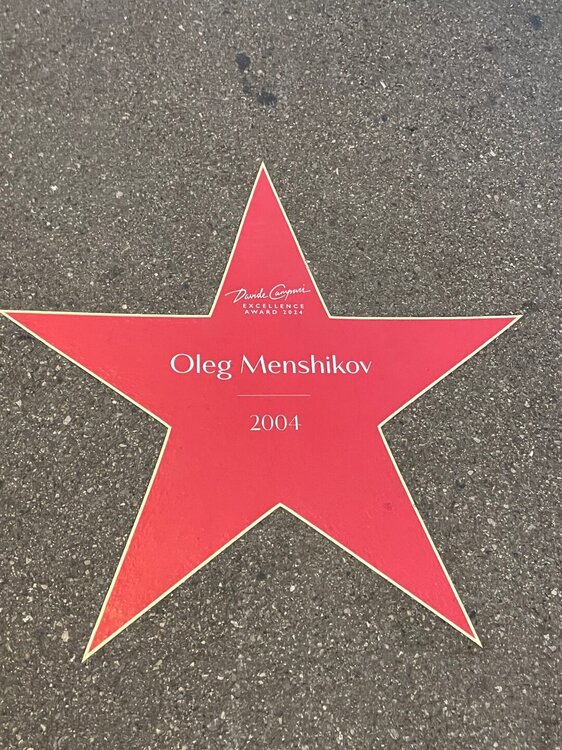 Davide Campari
EXCELLENCE
AWARD 2024
Oleg Menshikov
2004